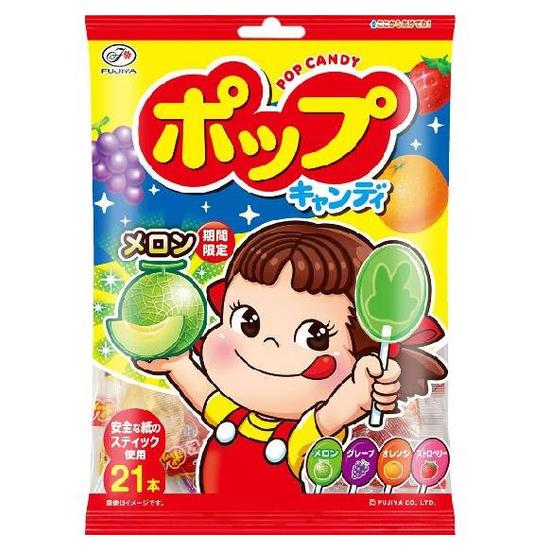 ここからあけてね!
FUJIYA
POP CANDY
ポップ
キャンディ
メロン
期間
限定
安全な紙の
スティック
使用
21本
画像はイメージです。
メロン
グレープ
オレンジ
ストロベリー
© FUJIYA CO., LTD.